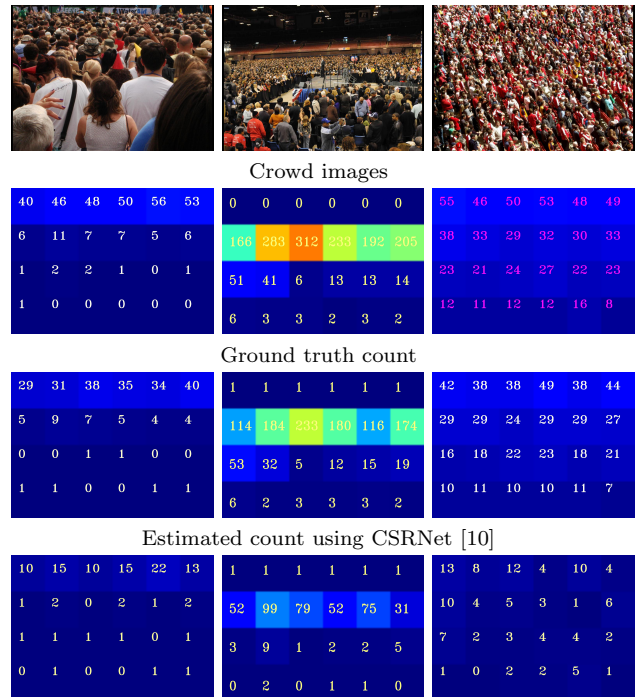 Crowd images
40 46 48 50 56 53 0 0 0 0 0 0 55 46 50 53 48 49
6 11 7 7 5 6 166 283 312 233 192 205 38 33 29 32 30 33
1 2 2 1 0 1 51 41 6 13 13 14 23 21 24 27 22 23
1 0 0 0 0 0 6 3 3 2 3 2 12 11 12 12 16 8
Ground truth count
29 31 38 35 34 40 1 1 1 1 1 1 42 38 38 49 38 44
5 9 7 5 4 4 114 184 233 180 116 174 29 29 24 29 29 27
0 0 1 1 0 0 53 32 5 12 15 19 16 18 22 23 18 21
1 1 0 0 1 1 6 2 3 3 3 2 10 11 10 10 11 7
Estimated count using CSRNet [10]
10 15 10 15 22 13 1 1 1 1 1 1 13 8 12 4 10 4
1 2 0 2 1 2 52 99 79 52 75 31 10 4 5 3 1 6
1 1 1 1 0 1 3 9 1 2 2 5 7 2 3 4 4 2
0 1 0 0 1 1 0 2 0 1 1 0 1 0 2 2 5 1